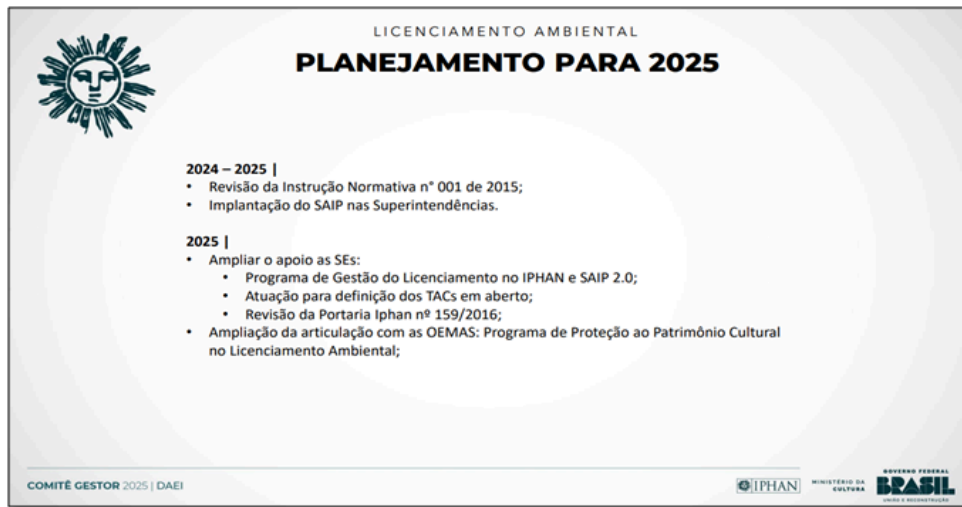 LICENCIAMENTO AMBIENTAL
PLANEJAMENTO PARA 2025
2024 – 2025 |
• Revisão da Instrução Normativa n° 001 de 2015;
• Implantação do SAIP nas Superintendências.
2025 |
• Ampliar o apoio as SEs:
• Programa de Gestão do Licenciamento no IPHAN e SAIP 2.0;
• Atuação para definição dos TACs em aberto;
• Revisão da Portaria Iphan nº 159/2016;
• Ampliação da articulação com as OEMAS: Programa de Proteção ao Patrimônio Cultural
no Licenciamento Ambiental;
COMITÊ GESTOR 2025 | DAEI
IPHAN
MINISTÉRIO DA
CULTURA
GOVERNO FEDERAL
BRASIL
UNIÃO E RECONSTRUÇÃO